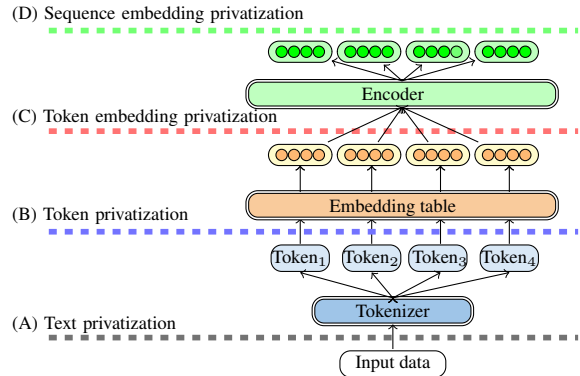 (D) Sequence embedding privatization
Encoder
(C) Token embedding privatization
Embedding table
(B) Token privatization
Token₁ Token₂ Token₃ Token₄
Tokenizer
(A) Text privatization
Input data